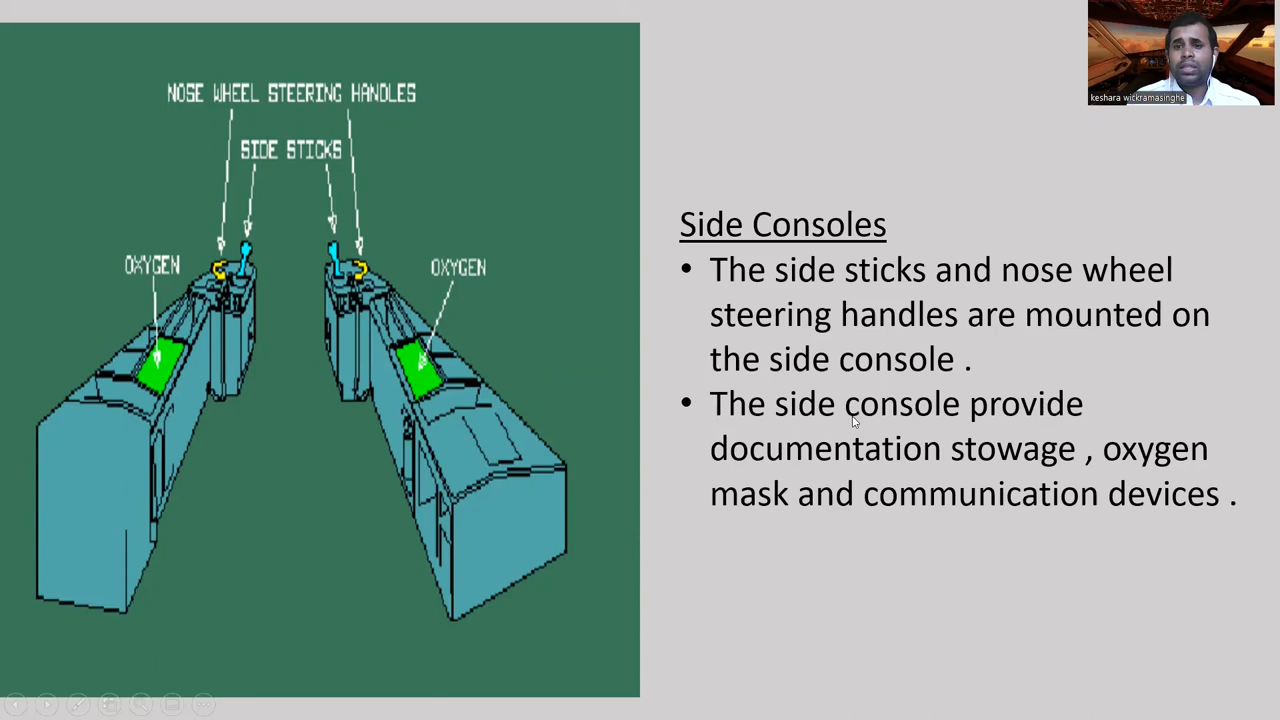 NOSE WHEEL STEERING HANDLES
SIDE STICKS
OXYGEN
OXYGEN
keshara wickramasinghe
Side Consoles
• The side sticks and nose wheel
steering handles are mounted on
the side console .
• The side console provide
documentation stowage , oxygen
mask and communication devices .